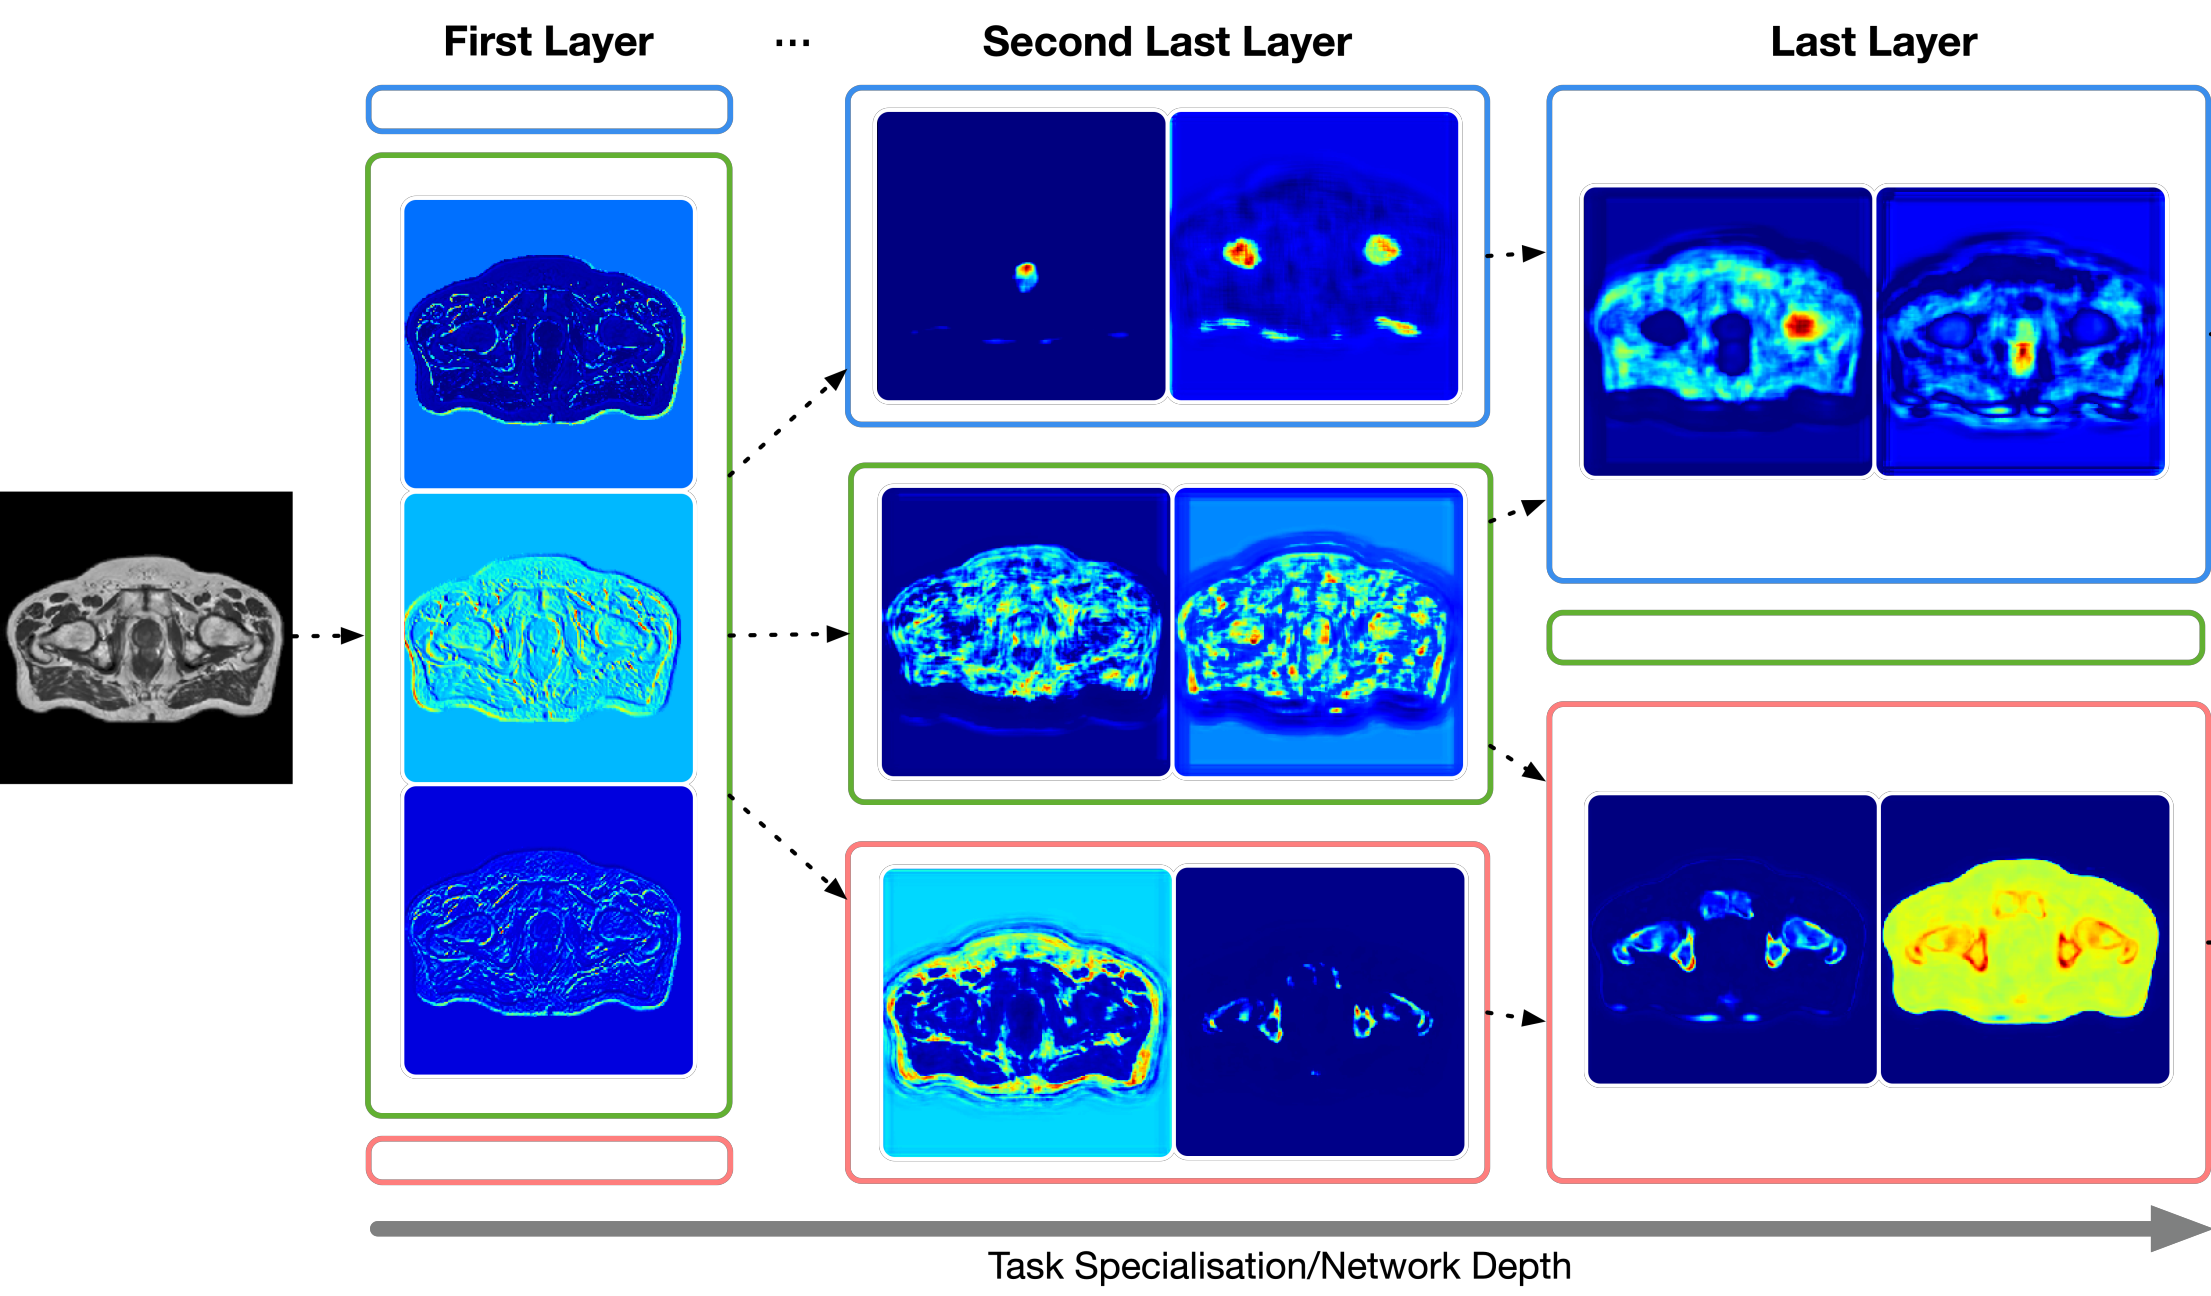 First Layer
...
Second Last Layer
Last Layer
Task Specialisation/Network Depth